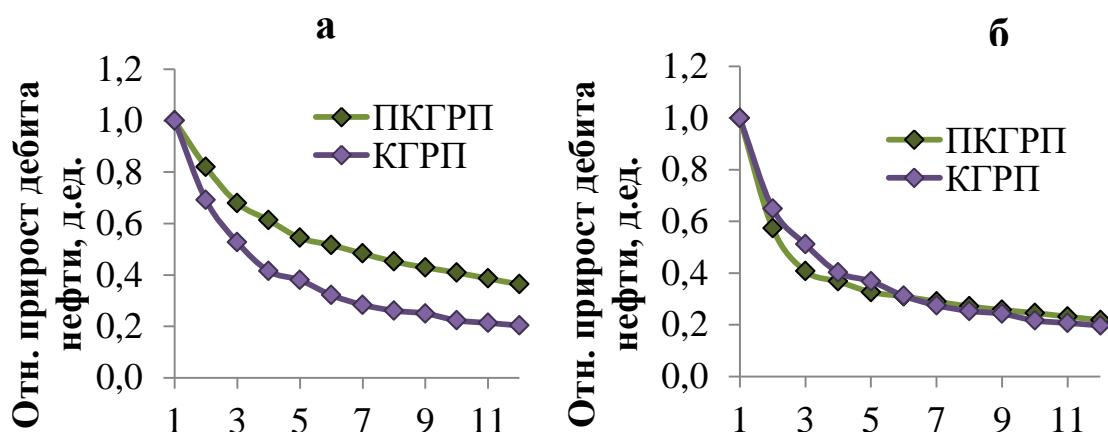 а
Отн. прирост дебита
нефти, д.ед.
1,2
1,0
0,8
0,6
0,4
0,2
0,0
ПКГРП
КГРП
1 3 5 7 9 11
б
Отн. прирост дебита
нефти, д.ед.
1,2
1,0
0,8
0,6
0,4
0,2
0,0
ПКГРП
КГРП
1 3 5 7 9 11